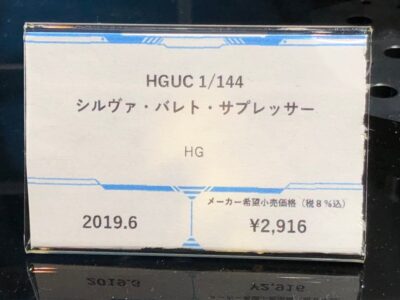 HGUC 1/144
シルヴァ・バレト・サプレッサー
HG
メーカー希望小売価格（税８％込）
2019.6
¥2,916